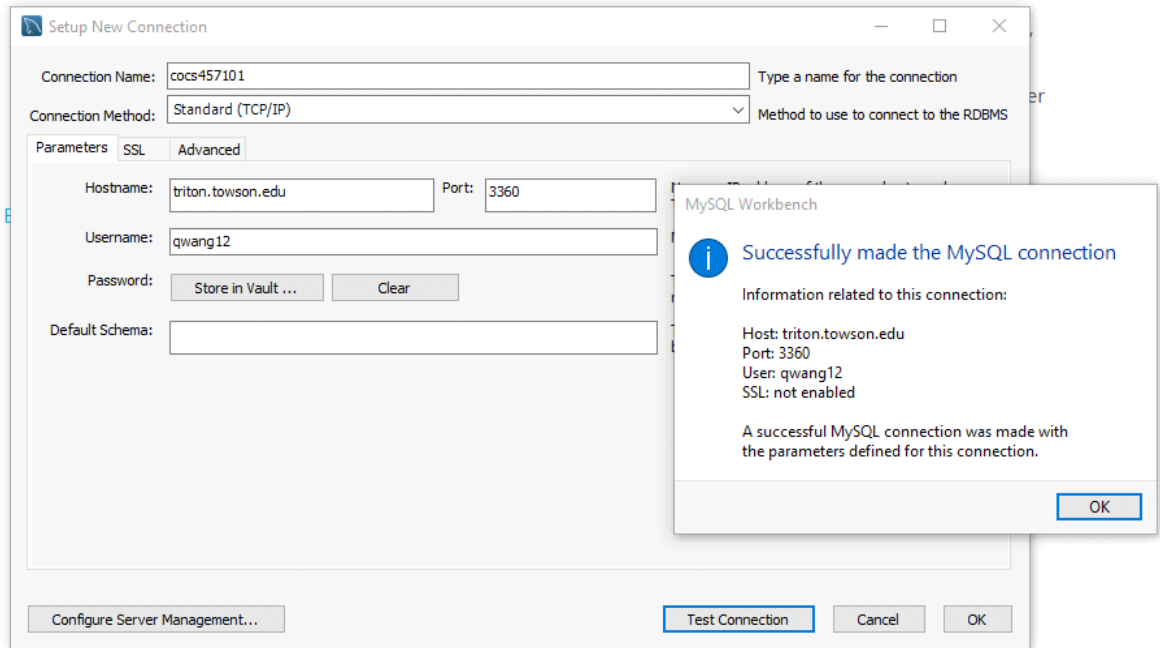 Setup New Connection
Connection Name: cocs457101 Type a name for the connection
er
Connection Method: Standard (TCP/IP) Method to use to connect to the RDBMS
Parameters SSL Advanced
Hostname: triton.towson.edu Port: 3360
Username: qwang12
Password: Store in Vault ... Clear
Default Schema:
MySQL Workbench
Successfully made the MySQL connection
Information related to this connection:
Host: triton.towson.edu
Port: 3360
User: qwang12
SSL: not enabled
A successful MySQL connection was made with
the parameters defined for this connection.
OK
Configure Server Management... Test Connection Cancel OK